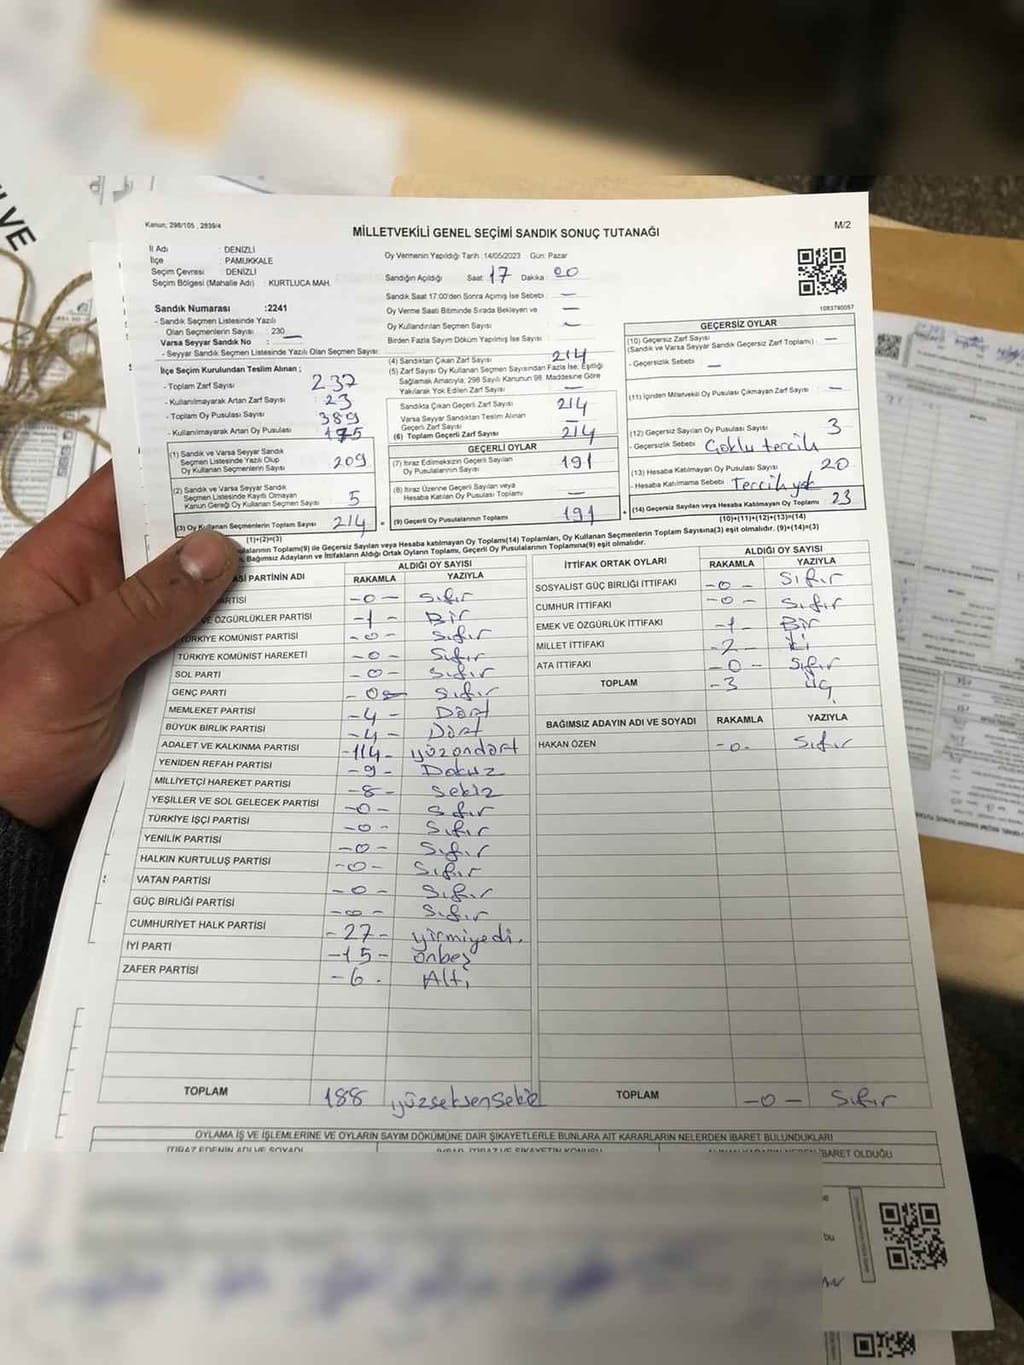 N VE
Kanun: 298/105 , 2839/4
M/2
MİLLETVEKİLİ GENEL SEÇİMİ SANDIK SONUÇ TUTANAĞI
İl Adı : DENİZLİ
İlçe : PAMUKKALE
Seçim Çevresi : DENİZLİ
Seçim Bölgesi (Mahalle Adı) KURTLUCA MAH.
Oy Vermenin Yapıldığı Tarih :14/05/2023 Gün: Pazar
Sandığın Açıldığı Saat: 17 Dakika: 00
Sandık Saat 17:00'den Sonra Açımış İse Sebebi : —
Oy Verme Saati Bitiminde Sırada Bekleyen ve : —
Oy Kullandırılan Seçmen Sayısı : —
Birden Fazla Sayım Döküm Yapılmış İse Sayısı : —
Sandık Numarası :2241
- Sandık Seçmen Listesinde Yazılı
Olan Seçmenlerin Sayısı : 230
Varsa Seyyar Sandık No : —
- Seyyar Sandık Seçmen Listesinde Yazılı Olan Seçmen Sayısı:
İlçe Seçim Kurulundan Teslim Alınan ;
- Toplam Zarf Sayısı : 237
- Kullanılmayarak Artan Zarf Sayısı : 23
- Toplam Oy Pusulası Sayısı : 389
- Kullanılmayarak Artan Oy Pusulası : 175
(1) Sandık ve Varsa Seyyar Sandık
Seçmen Listesinde Yazılı Olup
Oy Kullanan Seçmenlerin Sayısı 209
(2) Sandık ve Varsa Seyyar Sandık
Seçmen Listesinde Kayıtlı Olmayan
Kanun Gereği Oy Kullanan Seçmen Sayısı 5
(3) Oy Kullanan Seçmenlerin Toplam Sayısı 214
(1)+(2)=(3)
(4) Sandıktan Çıkan Zarf Sayısı 214
(5) Zarf Sayısı Oy Kullanan Seçmen Sayısından Fazla İse, Eşitliği
Sağlamak Amacıyla, 298 Sayılı Kanunun 98. Maddesine Göre
Yakılarak Yok Edilen Zarf Sayısı : —
Sandıkta Çıkan Geçerli Zarf Sayısı 214
Varsa Seyyar Sandıktan Teslim Alınan
Geçerli Zarf Sayısı —
(6) Toplam Geçerli Zarf Sayısı 214
GEÇERLİ OYLAR
(7) İtiraz Edilmeksizin Geçerli Sayılan
Oy Pusulalarının Sayısı 191
(8) İtiraz Üzerine Geçerli Sayılan veya
Hesaba Katılan Oy Pusulası Toplamı —
= (9) Geçerli Oy Pusulalarının Toplamı 191 +
1083780057
GEÇERSİZ OYLAR
(10) Geçersiz Zarf Sayısı
(Sandık ve Varsa Seyyar Sandık Geçersiz Zarf Toplamı) : —
- Geçersizlik Sebebi : —
(11) İçinden Milletvekili Oy Pusulası Çıkmayan Zarf Sayısı : —
(12) Geçersiz Sayılan Oy Pusulası Sayısı : 3
- Geçersizlik Sebebi : Çoklu tercih
(13) Hesaba Katılmayan Oy Pusulası Sayısı : 20
- Hesaba Katılmama Sebebi : Tercih yok
(14) Geçersiz Sayılan veya Hesaba Katılmayan Oy Toplamı 23
(10)+(11)+(12)+(13)=(14)
ulalarının Toplamı(9) ile Geçersiz Sayılan veya Hesaba katılmayan Oy Toplam(14) Toplamları, Oy Kullanan Seçmenlerin Toplam Sayısına(3) eşit olmalıdır. (9)+(14)=(3)
, Bağımsız Adayların ve İttifakların Aldığı Ortak Oyların Toplamı, Geçerli Oy Pusulalarının Toplamına(9) eşit olmalıdır.
ASİ PARTİNİN ADI ALDIĞI OY SAYISI
RAKAMLA YAZIYLA
PARTİSİ -0- Sıfır
VE ÖZGÜRLÜKLER PARTİSİ -1- Bir
TÜRKİYE KOMÜNİST PARTİSİ -0- Sıfır
TÜRKİYE KOMÜNİST HAREKETİ -0- Sıfır
SOL PARTİ -0- Sıfır
GENÇ PARTİ -0- Sıfır
MEMLEKET PARTİSİ -4- Dört
BÜYÜK BİRLİK PARTİSİ -4- Dört
ADALET VE KALKINMA PARTİSİ -114- yüzondört
YENİDEN REFAH PARTİSİ -9- Dokuz
MİLLİYETÇİ HAREKET PARTİSİ -8- Sekiz
YEŞİLLER VE SOL GELECEK PARTİSİ -0- Sıfır
TÜRKİYE İŞÇİ PARTİSİ -0- Sıfır
YENİLİK PARTİSİ -0- Sıfır
HALKIN KURTULUŞ PARTİSİ -0- Sıfır
VATAN PARTİSİ -0- Sıfır
GÜÇ BİRLİĞİ PARTİSİ -0- Sıfır
CUMHURİYET HALK PARTİSİ -27- yirmiyedi.
İYİ PARTİ -15- onbeş
ZAFER PARTİSİ -6- Altı
TOPLAM 188 yüzseksensekiz
İTTİFAK ORTAK OYLARI ALDIĞI OY SAYISI
RAKAMLA YAZIYLA
SOSYALİST GÜÇ BİRLİĞİ İTTİFAKI -0- Sıfır
CUMHUR İTTİFAKI -0- Sıfır
EMEK VE ÖZGÜRLÜK İTTİFAKI -1- Bir
MİLLET İTTİFAKI -2- İki
ATA İTTİFAKI -0- Sıfır
TOPLAM -3 Üç
BAĞIMSIZ ADAYIN ADI VE SOYADI RAKAMLA YAZIYLA
HAKAN ÖZEN -0- Sıfır
TOPLAM -0- Sıfır
OYLAMA İŞ VE İŞLEMLERİNE VE OYLARIN SAYIM DÖKÜMÜNE DAİR ŞİKAYETLERLE BUNLARA AİT KARARLARIN NELERDEN İBARET BULUNDUKLARI
İTİRAZ EDENİN ADI VE SOYADI
İBARET OLDUĞU